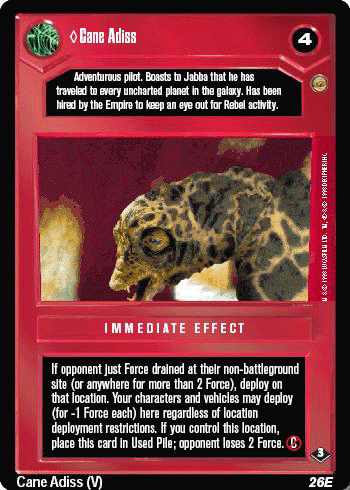 ◊Cane Adiss
4
Adventurous pilot. Boasts to Jabba that he has
traveled to every uncharted planet in the galaxy. Has been
hired by the Empire to keep an eye out for Rebel activity.
IMMEDIATE EFFECT
If opponent just Force drained at their non-battleground
site (or anywhere for more than 2 Force), deploy on
that location. Your characters and vehicles may deploy
(for -1 Force each) here regardless of location
deployment restrictions. If you control this location,
place this card in Used Pile; opponent loses 2 Force. C
3
Cane Adiss (V)
26E